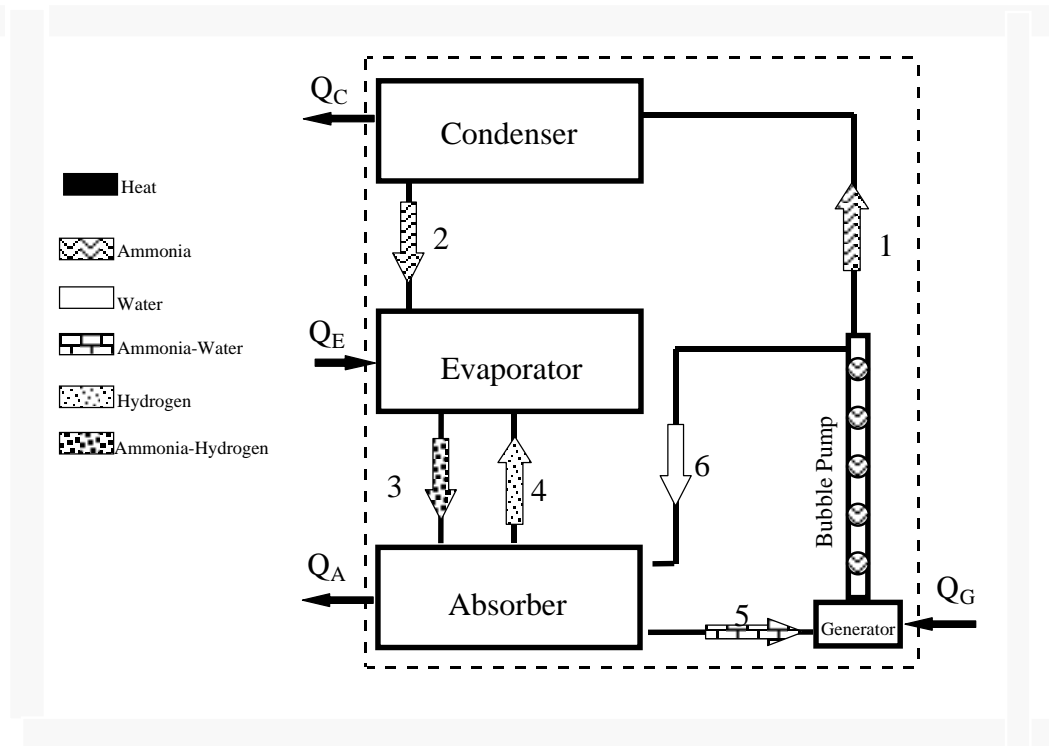 Q_C
Condenser
Heat
2
1
Ammonia
Water
Q_E
Ammonia-Water
Evaporator
Hydrogen
Ammonia-Hydrogen
3
4
6
Bubble Pump
Q_A
Absorber
5
Generator
Q_G